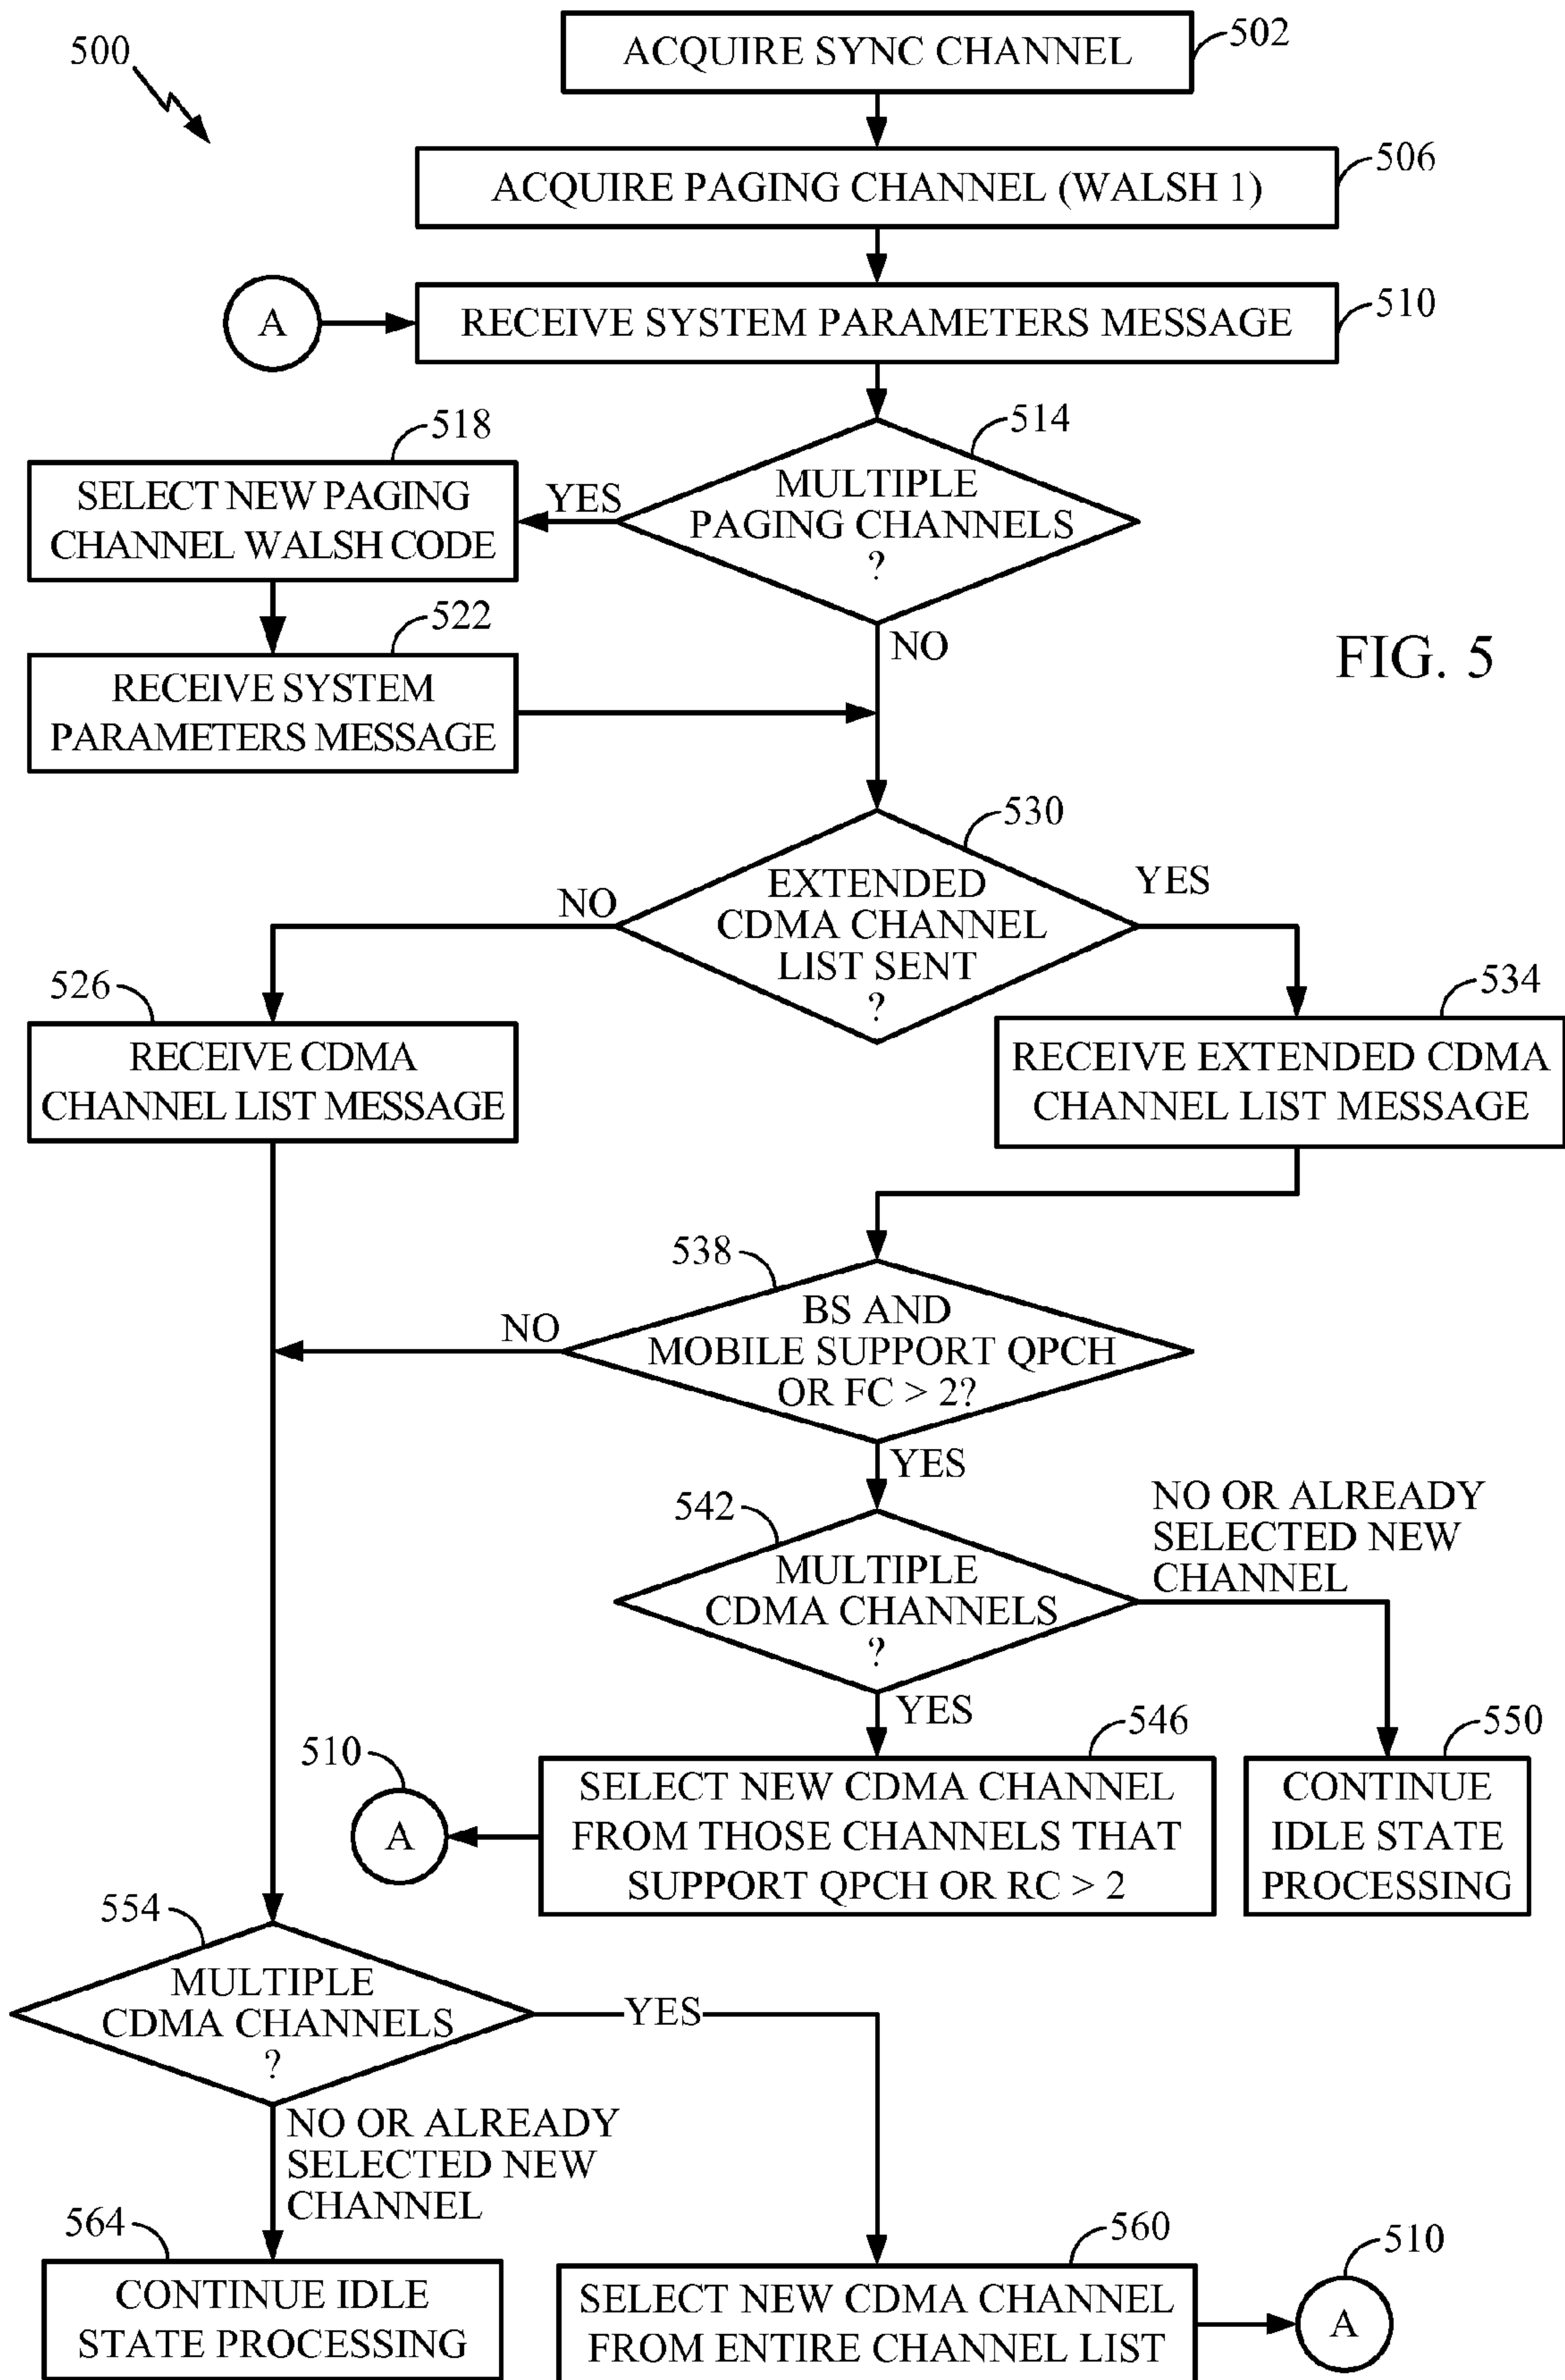 500
ACQUIRE SYNC CHANNEL
502
ACQUIRE PAGING CHANNEL (WALSH 1)
506
A
RECEIVE SYSTEM PARAMETERS MESSAGE
510
518
514
SELECT NEW PAGING
CHANNEL WALSH CODE
YES
MULTIPLE
PAGING CHANNELS
?
522
NO
RECEIVE SYSTEM
PARAMETERS MESSAGE
FIG. 5
530
NO
EXTENDED
CDMA CHANNEL
LIST SENT
?
YES
526
534
RECEIVE CDMA
CHANNEL LIST MESSAGE
RECEIVE EXTENDED CDMA
CHANNEL LIST MESSAGE
538
NO
BS AND
MOBILE SUPPORT QPCH
OR FC > 2?
YES
542
MULTIPLE
CDMA CHANNELS
?
NO OR ALREADY
SELECTED NEW
CHANNEL
YES
510
546
550
A
SELECT NEW CDMA CHANNEL
FROM THOSE CHANNELS THAT
SUPPORT QPCH OR RC > 2
CONTINUE
IDLE STATE
PROCESSING
554
MULTIPLE
CDMA CHANNELS
?
YES
NO OR ALREADY
SELECTED NEW
CHANNEL
564
560
510
CONTINUE IDLE
STATE PROCESSING
SELECT NEW CDMA CHANNEL
FROM ENTIRE CHANNEL LIST
A